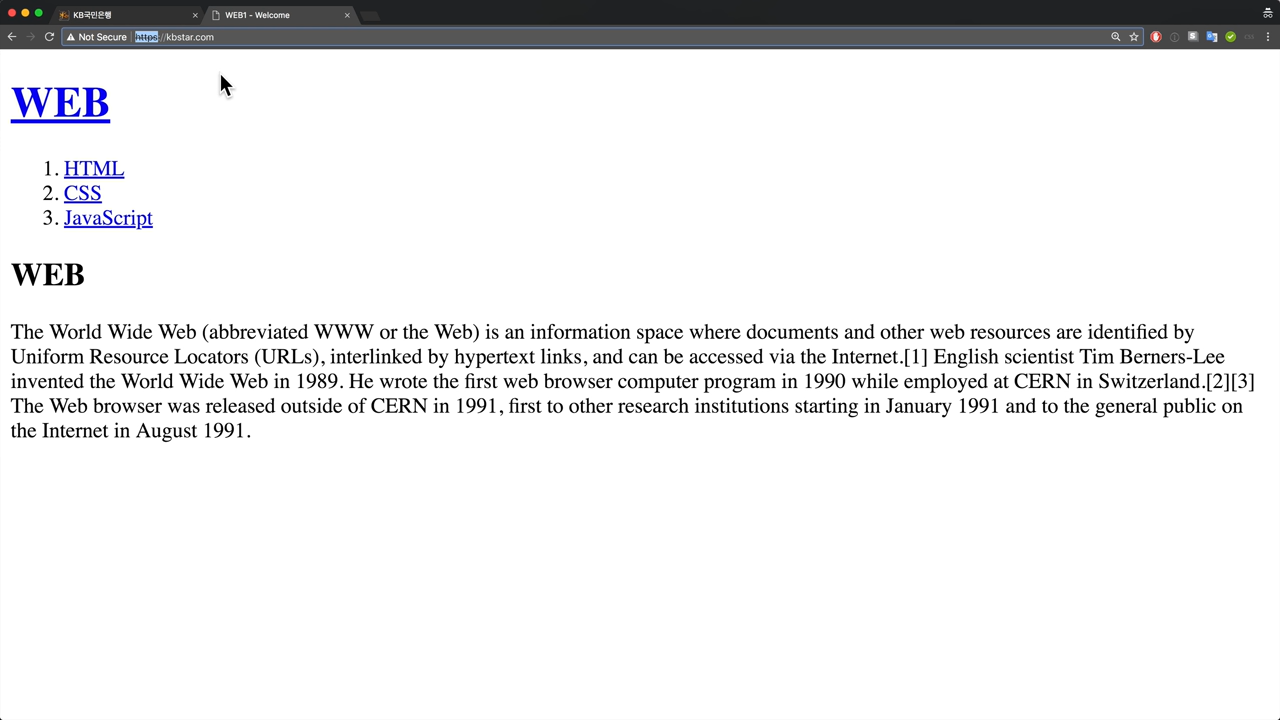 KB국민은행
WEB1 - Welcome
Not Secure | https://kbstar.com
WEB
1. HTML
2. CSS
3. JavaScript
WEB
The World Wide Web (abbreviated WWW or the Web) is an information space where documents and other web resources are identified by
Uniform Resource Locators (URLs), interlinked by hypertext links, and can be accessed via the Internet.[1] English scientist Tim Berners-Lee
invented the World Wide Web in 1989. He wrote the first web browser computer program in 1990 while employed at CERN in Switzerland.[2][3]
The Web browser was released outside of CERN in 1991, first to other research institutions starting in January 1991 and to the general public on
the Internet in August 1991.